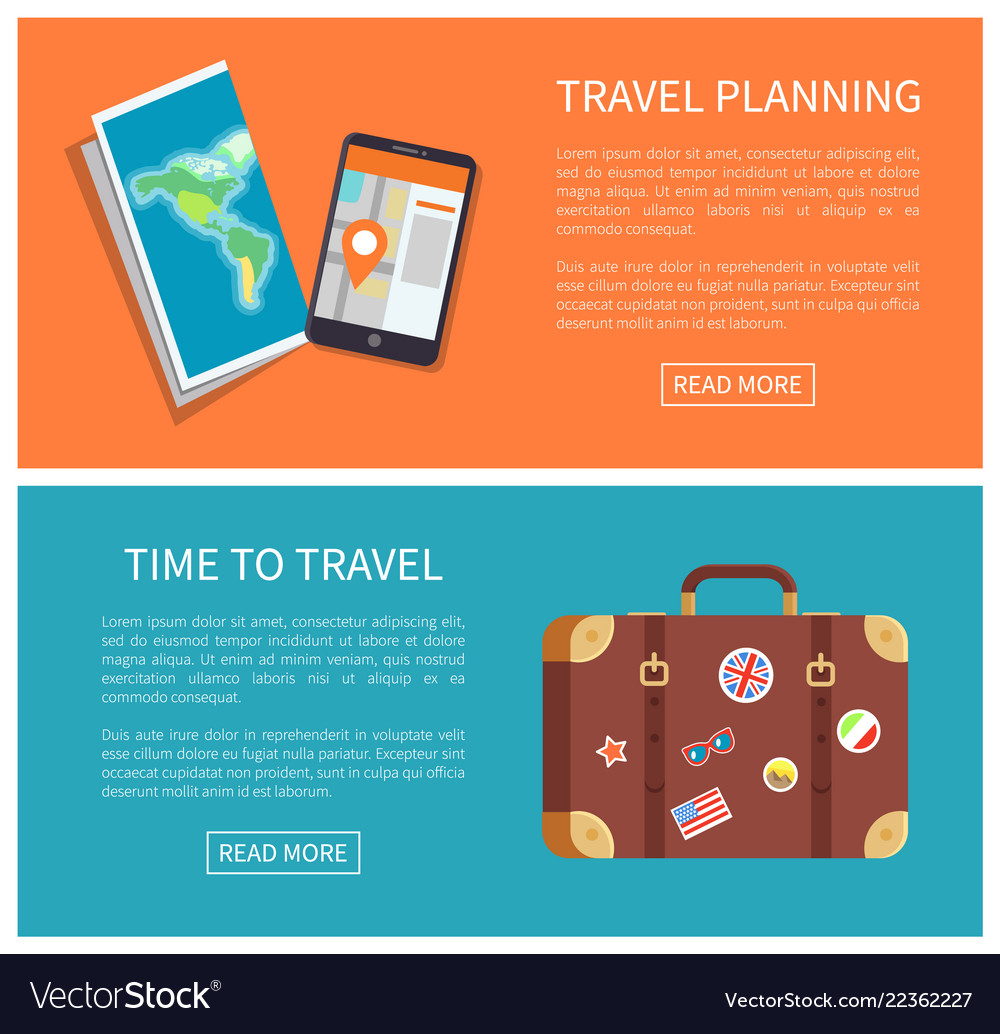 TRAVEL PLANNING
Lorem ipsum dolor sit amet, consectetur adipiscing elit,
sed do eiusmod tempor incididunt ut labore et dolore
magna aliqua. Ut enim ad minim veniam, quis nostrud
exercitation ullamco laboris nisi ut aliquip ex ea
commodo consequat.
Duis aute irure dolor in reprehenderit in voluptate velit
esse eu fugiat nulla pariatur. Excepteur sint
occaecat cupidatat non proident, sunt in culpa qui officia
deserunt mollit anim id est laborum.
READ MORE
TIME TO TRAVEL
Lorem ipsum dolor sit amet, consectetur adipiscing elit,
sed do eiusmod tempor incididunt ut labore et dolore
magna aliqua. Ut enim ad minim veniam, quis nostrud
exercitation ullamco laboris nisi ut aliquip ex ea
commodo consequat.
Duis aute irure dolor in reprehenderit in voluptate velit
esse eu fugiat nulla pariatur. Excepteur sint
occaecat cupidatat non proident, sunt in culpa qui officia
deserunt mollit anim id est laborum.
READ MORE
VectorStock®
VectorStock.com/22362227